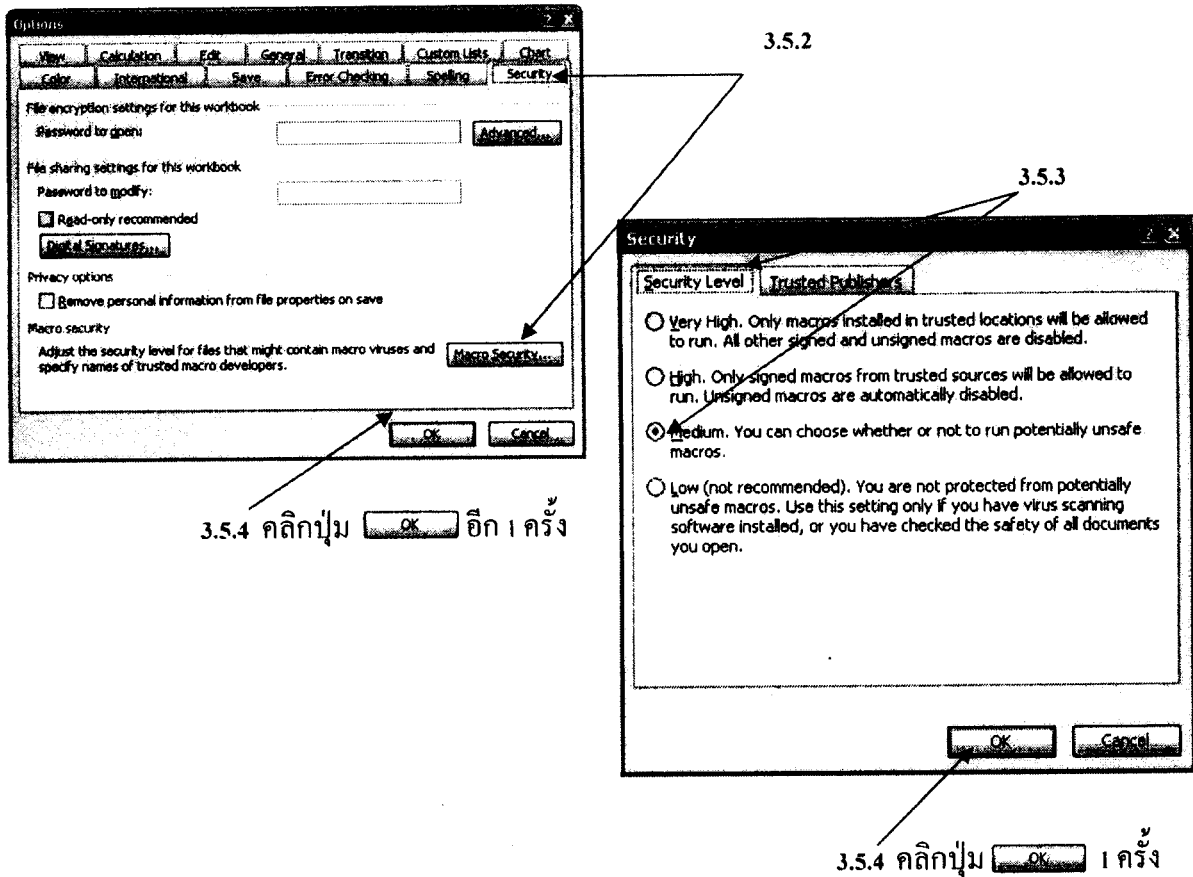 Options
View Calculation Edit General Transition Custom Lists Chart
Color International Save Error Checking Spelling Security
File encryption settings for this workbook
Password to open:
Advanced...
File sharing settings for this workbook
Password to modify:
Read-only recommended
Digital Signatures...
Privacy options
Remove personal information from file properties on save
Macro security
Adjust the security level for files that might contain macro viruses and
specify names of trusted macro developers.
Macro Security...
OK Cancel
3.5.2
3.5.3
3.5.4 คลิกปุ่ม OK อีก 1 ครั้ง
Security
Security Level Trusted Publishers
Very High. Only macros installed in trusted locations will be allowed
to run. All other signed and unsigned macros are disabled.
High. Only signed macros from trusted sources will be allowed to
run. Unsigned macros are automatically disabled.
Medium. You can choose whether or not to run potentially unsafe
macros.
Low (not recommended). You are not protected from potentially
unsafe macros. Use this setting only if you have virus scanning
software installed, or you have checked the safety of all documents
you open.
OK Cancel
3.5.4 คลิกปุ่ม OK 1 ครั้ง